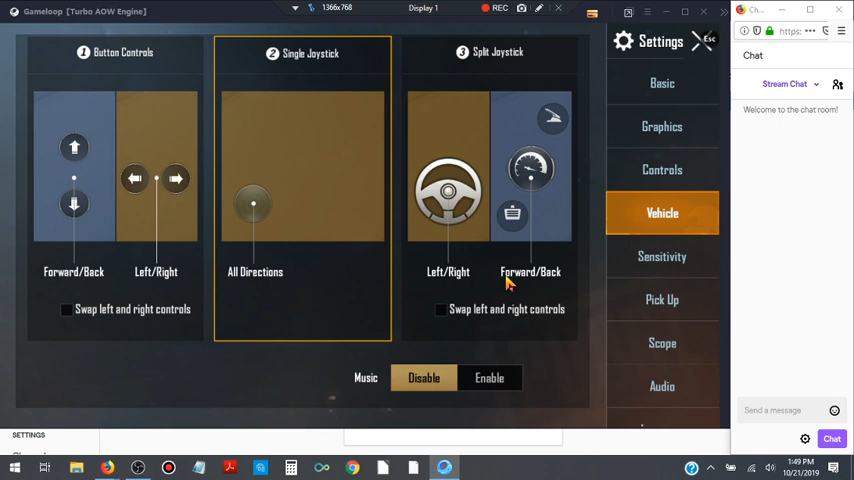 Gameloop [Turbo AOW Engine]
1366x768
Display 1
REC
Ch...
https:
Chat
Stream Chat
Welcome to the chat room!
Send a message
Chat
Settings
Esc
Basic
Graphics
Controls
Vehicle
Sensitivity
Pick Up
Scope
Audio
1 Button Controls
2 Single Joystick
3 Split Joystick
Forward/Back
Left/Right
All Directions
Left/Right
Forward/Back
Swap left and right controls
Swap left and right controls
Music
Disable
Enable
SETTINGS
1:49 PM
10/21/2019